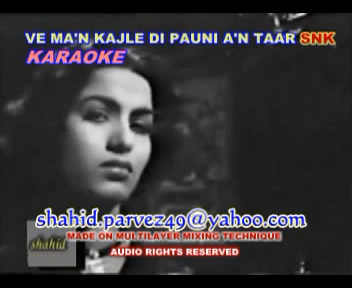 VE MA'N KAJLE DI PAUNI A'N TAAR SNK
KARAOKE
shahid.parvez49@yahoo.com
MADE ON MULTILAYER MIXING TECHNIQUE
shahid
AUDIO RIGHTS RESERVED